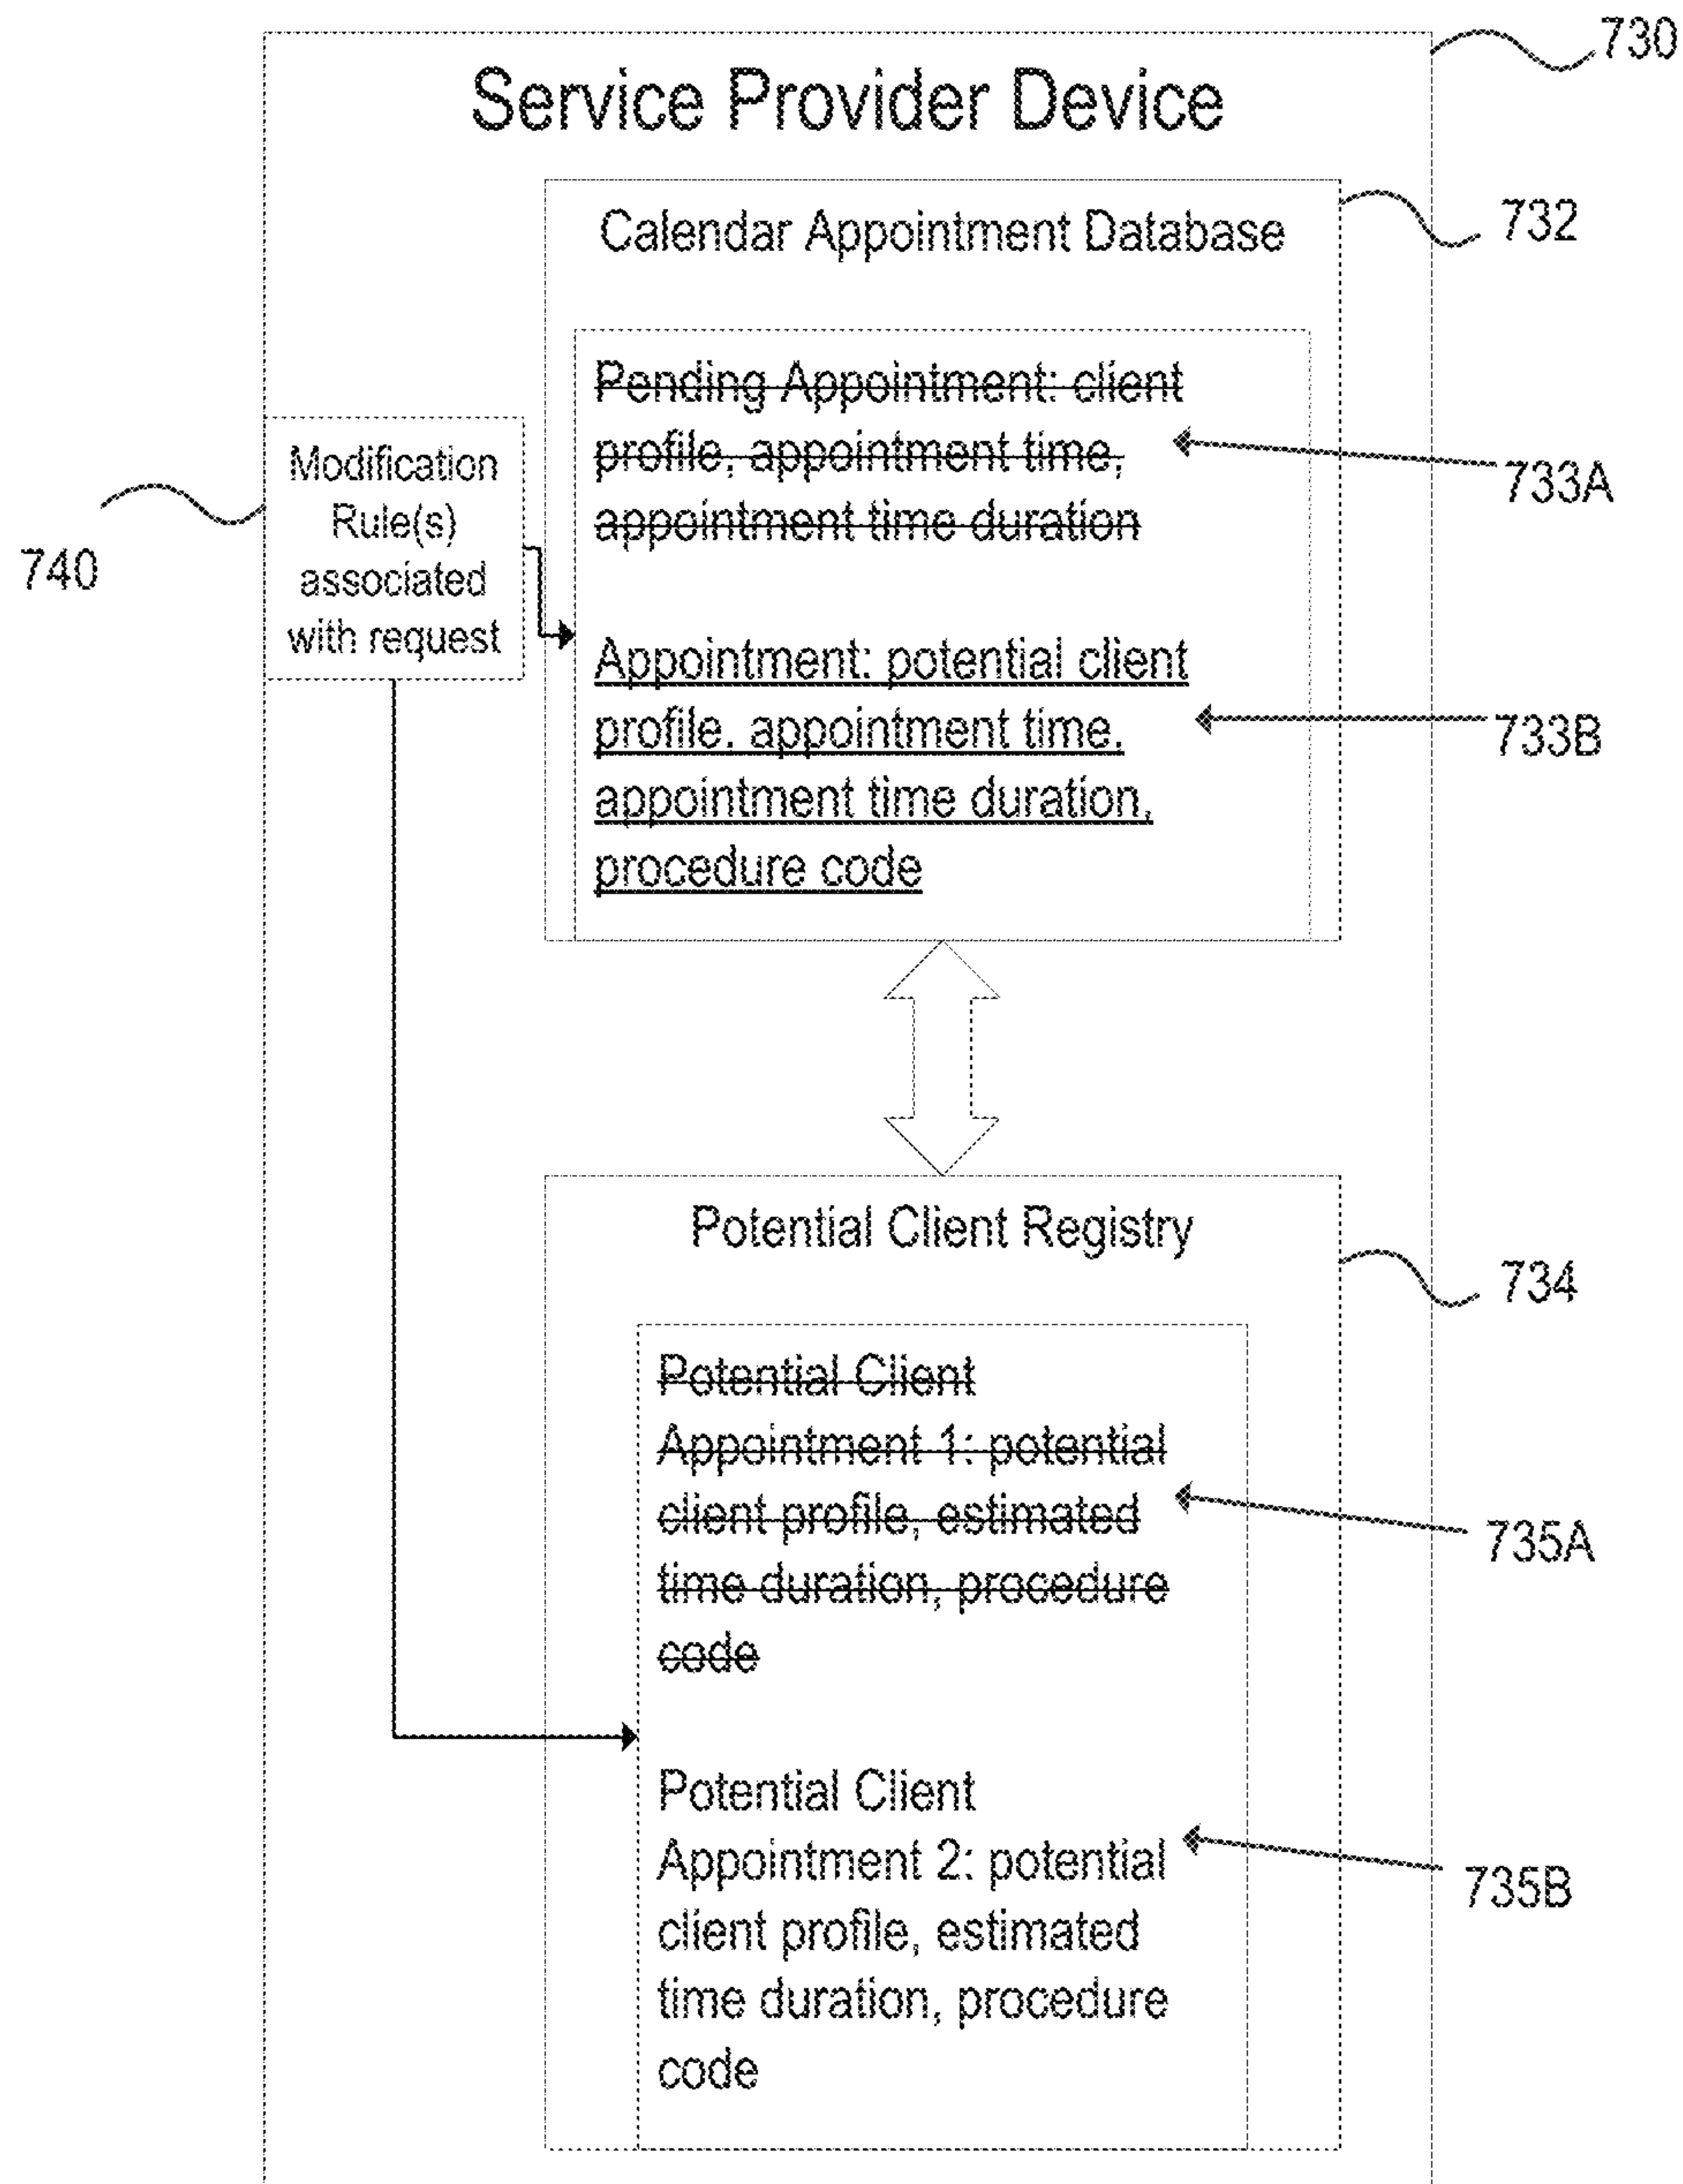 730
Service Provider Device
732
Calendar Appointment Database
Pending Appointment: client
profile, appointment time,
appointment time duration
733A
Modification
Rule(s)
associated
with request
740
Appointment: potential client
profile, appointment time,
appointment time duration,
procedure code
733B
Potential Client Registry
734
Potential Client
Appointment 1: potential
client profile, estimated
time duration, procedure
code
735A
Potential Client
Appointment 2: potential
client profile, estimated
time duration, procedure
code
735B